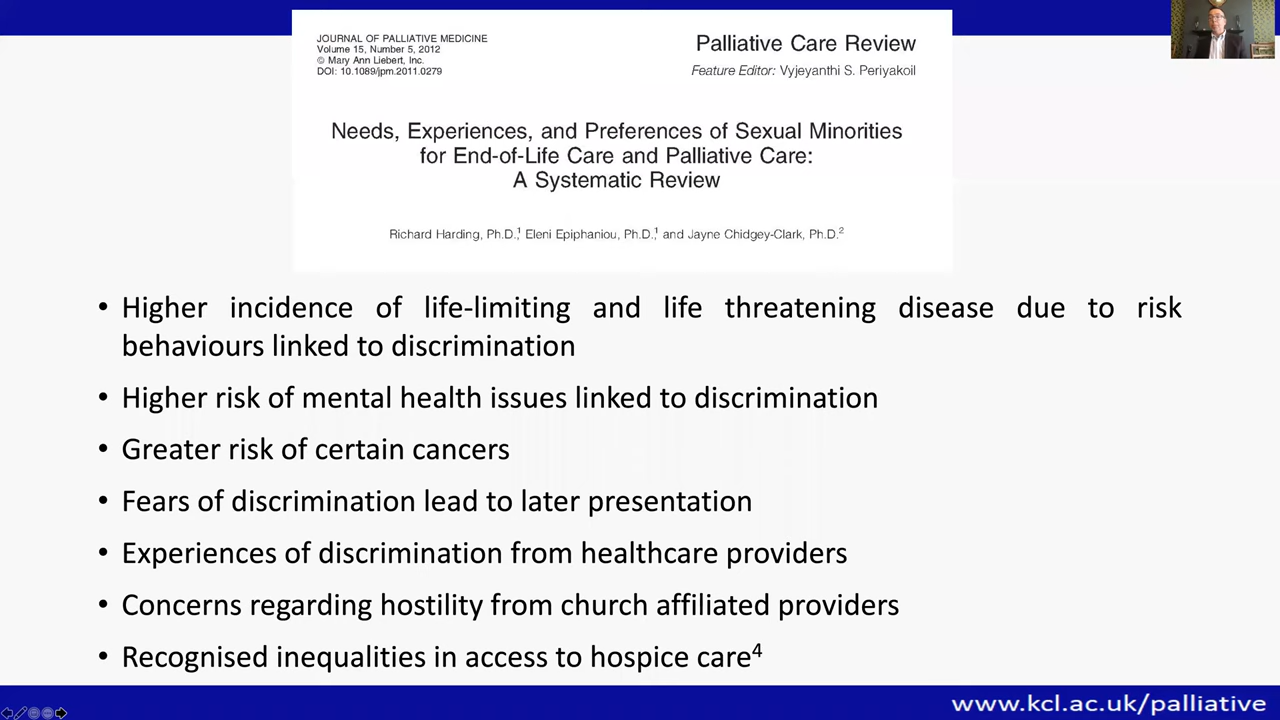 JOURNAL OF PALLIATIVE MEDICINE
Volume 15, Number 5, 2012
© Mary Ann Liebert, Inc.
DOI: 10.1089/jpm.2011.0279
Palliative Care Review
Feature Editor: Vyjeyanthi S. Periyakoil
Needs, Experiences, and Preferences of Sexual Minorities
for End-of-Life Care and Palliative Care:
A Systematic Review
Richard Harding, Ph.D.,1 Eleni Epiphaniou, Ph.D.,1 and Jayne Chidgey-Clark, Ph.D.2
• Higher incidence of life-limiting and life threatening disease due to risk
behaviours linked to discrimination
• Higher risk of mental health issues linked to discrimination
• Greater risk of certain cancers
• Fears of discrimination lead to later presentation
• Experiences of discrimination from healthcare providers
• Concerns regarding hostility from church affiliated providers
• Recognised inequalities in access to hospice care4
www.kcl.ac.uk/palliative